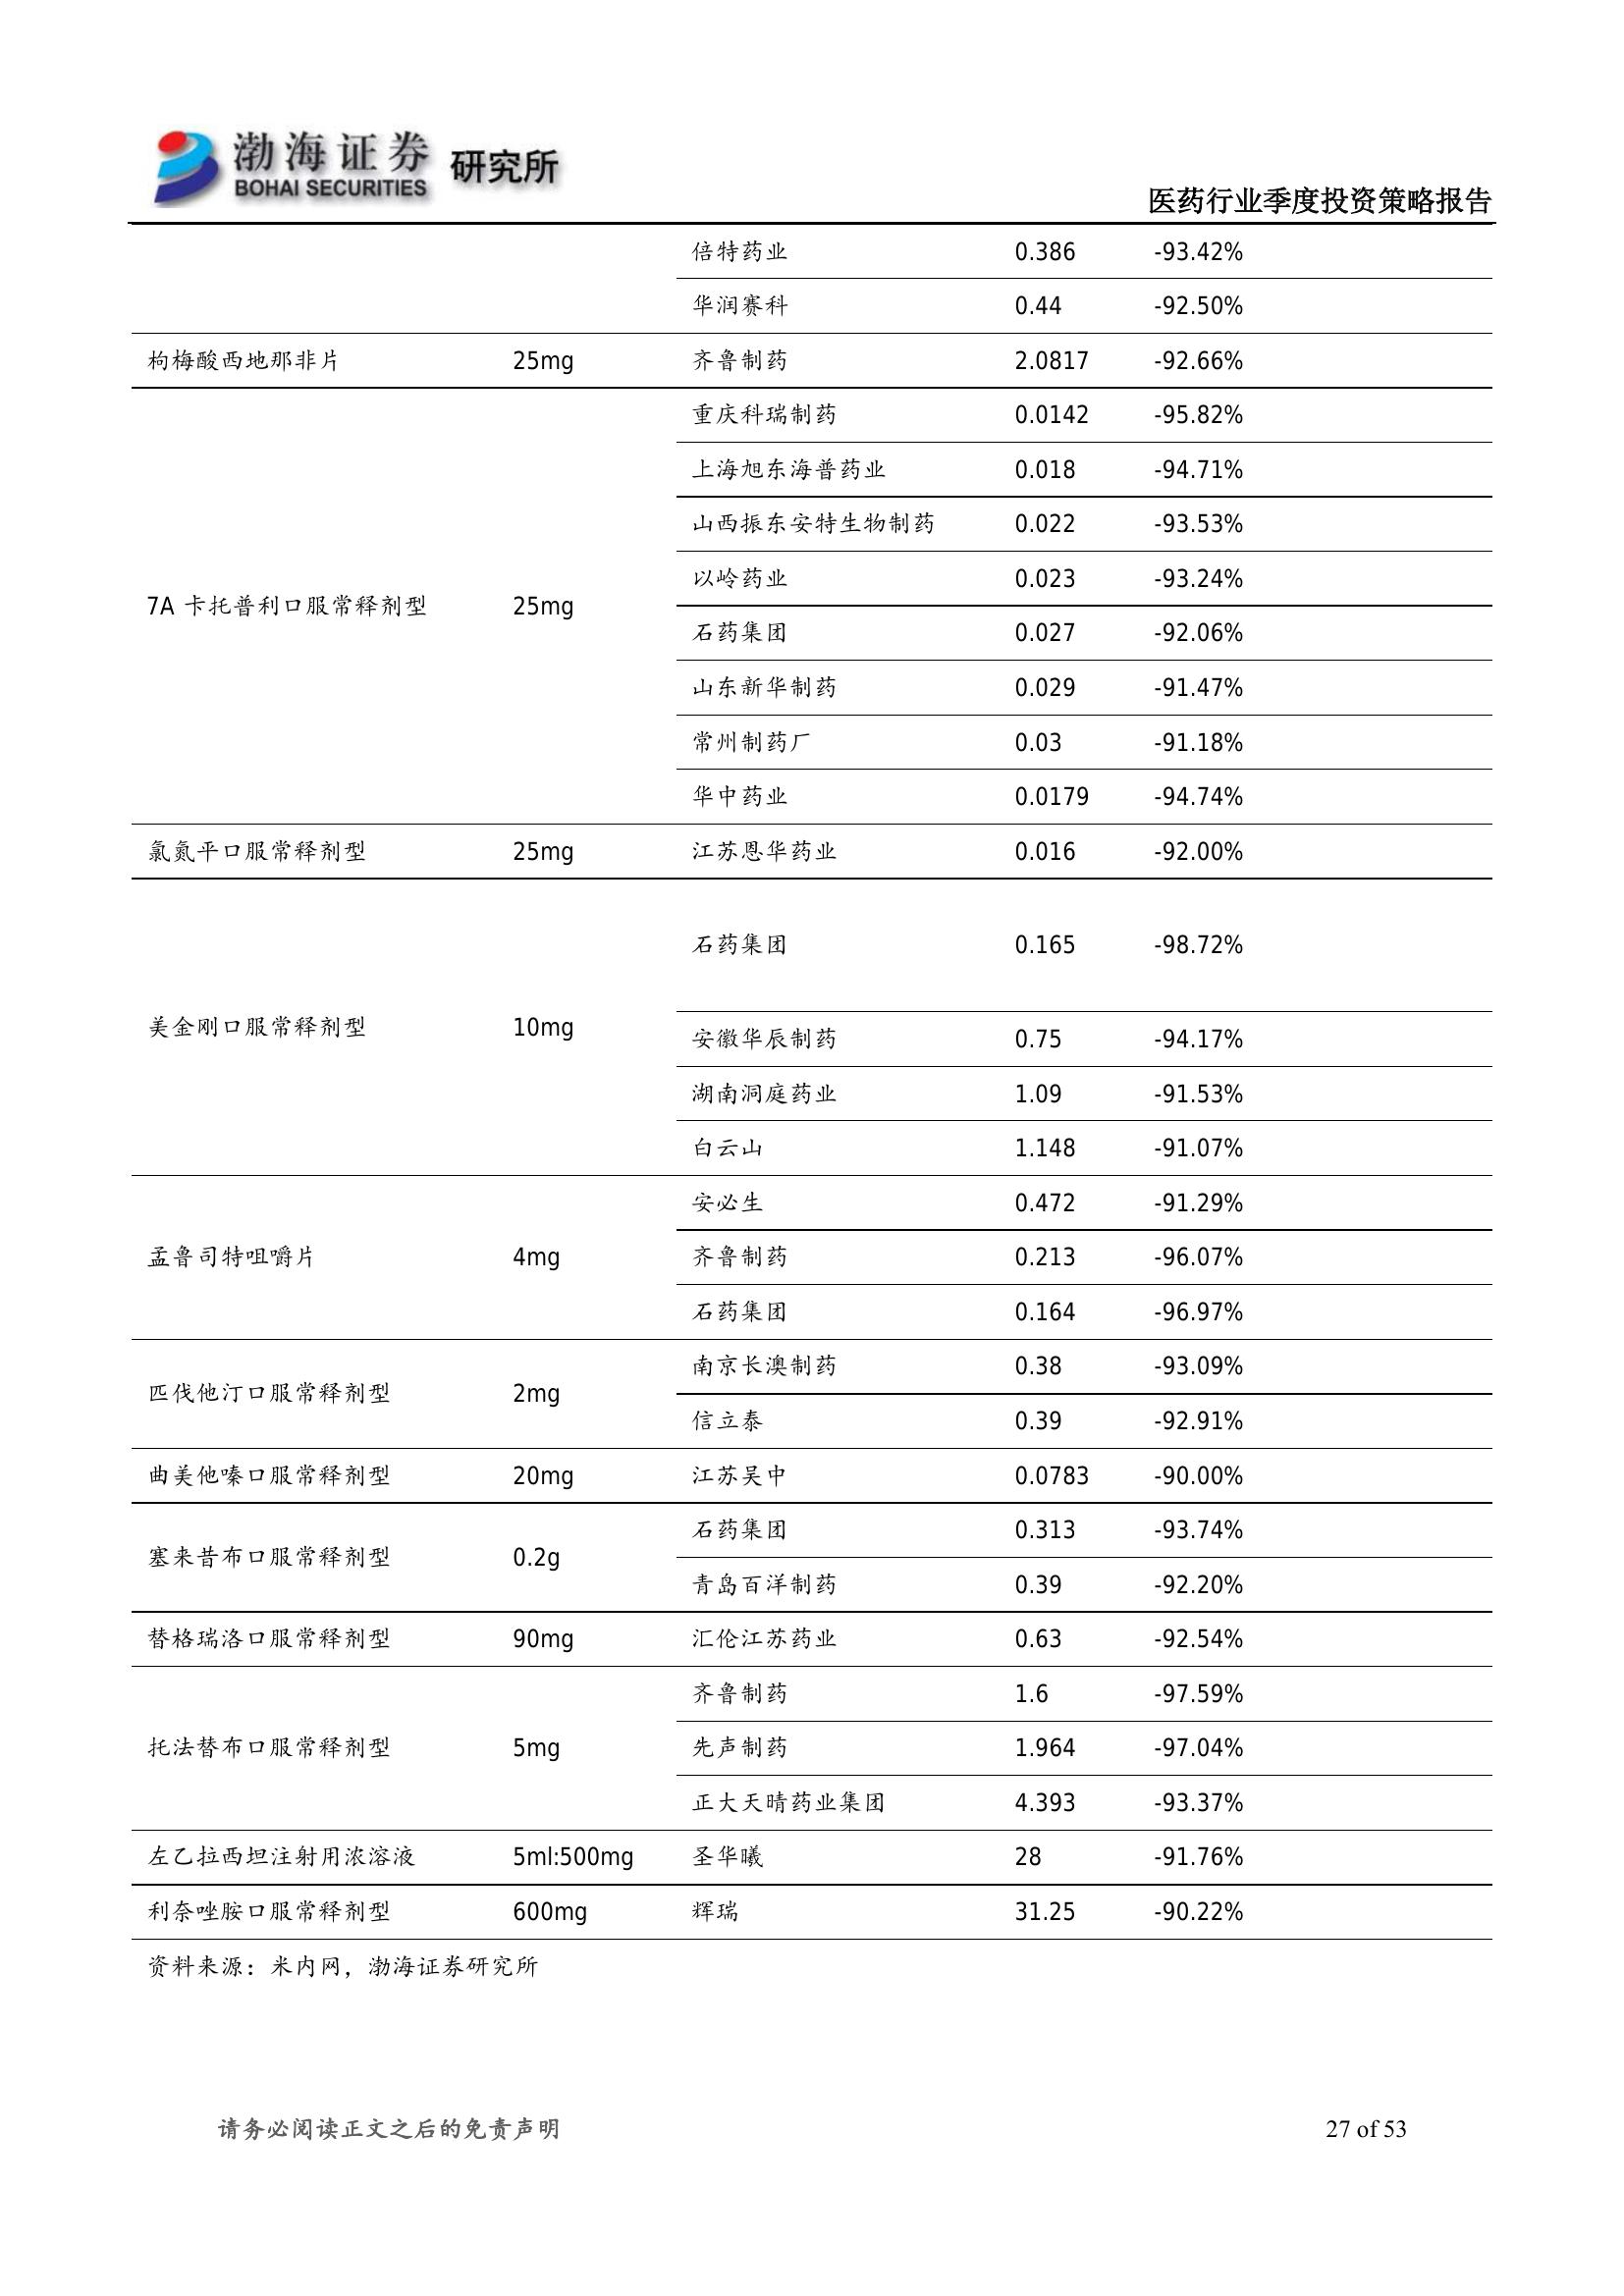 渤海证券 研究所
BOHAI SECURITIES
医药行业季度投资策略报告
倍特药业 0.386 -93.42%
华润赛科 0.44 -92.50%
枸橼酸西地那非片 25mg 齐鲁制药 2.0817 -92.66%
重庆科瑞制药 0.0142 -95.82%
上海旭东海普药业 0.018 -94.71%
山西振东安特生物制药 0.022 -93.53%
以岭药业 0.023 -93.24%
7A 卡托普利口服常释剂型 25mg
石药集团 0.027 -92.06%
山东新华制药 0.029 -91.47%
常州制药厂 0.03 -91.18%
华中药业 0.0179 -94.74%
氯氮平口服常释剂型 25mg 江苏恩华药业 0.016 -92.00%
石药集团 0.165 -98.72%
美金刚口服常释剂型 10mg
安徽华辰制药 0.75 -94.17%
湖南洞庭药业 1.09 -91.53%
白云山 1.148 -91.07%
安必生 0.472 -91.29%
孟鲁司特咀嚼片 4mg 齐鲁制药 0.213 -96.07%
石药集团 0.164 -96.97%
南京长澳制药 0.38 -93.09%
匹伐他汀口服常释剂型 2mg
信立泰 0.39 -92.91%
曲美他嗪口服常释剂型 20mg 江苏吴中 0.0783 -90.00%
石药集团 0.313 -93.74%
塞来昔布口服常释剂型 0.2g
青岛百洋制药 0.39 -92.20%
替格瑞洛口服常释剂型 90mg 汇伦江苏药业 0.63 -92.54%
齐鲁制药 1.6 -97.59%
托法替布口服常释剂型 5mg 先声制药 1.964 -97.04%
正大天晴药业集团 4.393 -93.37%
左乙拉西坦注射用浓溶液 5ml:500mg 圣华曦 28 -91.76%
利奈唑胺口服常释剂型 600mg 辉瑞 31.25 -90.22%
资料来源：米内网，渤海证券研究所
请务必阅读正文之后的免责声明 27 of 53